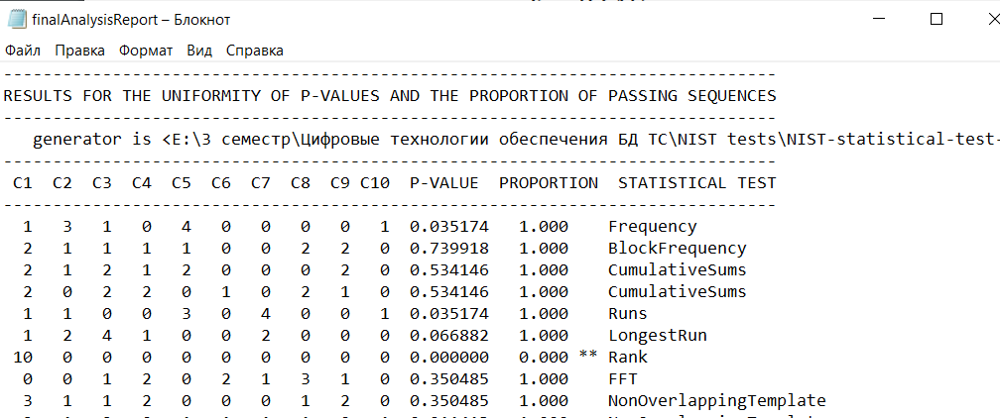 finalAnalysisReport – Блокнот
Файл Правка Формат Вид Справка
------------------------------------------------------------------------------
RESULTS FOR THE UNIFORMITY OF P-VALUES AND THE PROPORTION OF PASSING SEQUENCES
------------------------------------------------------------------------------
   generator is <E:\3 семестр\Цифровые технологии обеспечения БД ТС\NIST tests\NIST-statistical-test-
------------------------------------------------------------------------------
 C1  C2  C3  C4  C5  C6  C7  C8  C9 C10  P-VALUE  PROPORTION  STATISTICAL TEST
------------------------------------------------------------------------------
  1   3   1   0   4   0   0   0   0   1  0.035174   1.000    Frequency
  2   1   1   1   1   0   0   2   2   0  0.739918   1.000    BlockFrequency
  2   1   2   1   2   0   0   0   2   0  0.534146   1.000    CumulativeSums
  2   0   2   2   0   1   0   2   1   0  0.534146   1.000    CumulativeSums
  1   1   0   0   3   0   4   0   0   1  0.035174   1.000    Runs
  1   2   4   1   0   0   2   0   0   0  0.066882   1.000    LongestRun
 10   0   0   0   0   0   0   0   0   0  0.000000   0.000 ** Rank
  0   0   1   2   0   2   1   3   1   0  0.350485   1.000    FFT
  3   1   1   2   0   0   0   1   2   0  0.350485   1.000    NonOverlappingTemplate